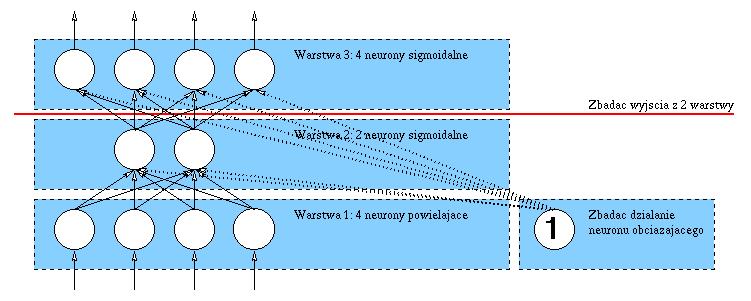 Warstwa 3: 4 neurony sigmoidalne
Zbadac wyjscia z 2 warstwy
Warstwa 2: 2 neurony sigmoidalne
Warstwa 1: 4 neurony powielajace
1
Zbadac dzialanie
neuronu obciazajacego